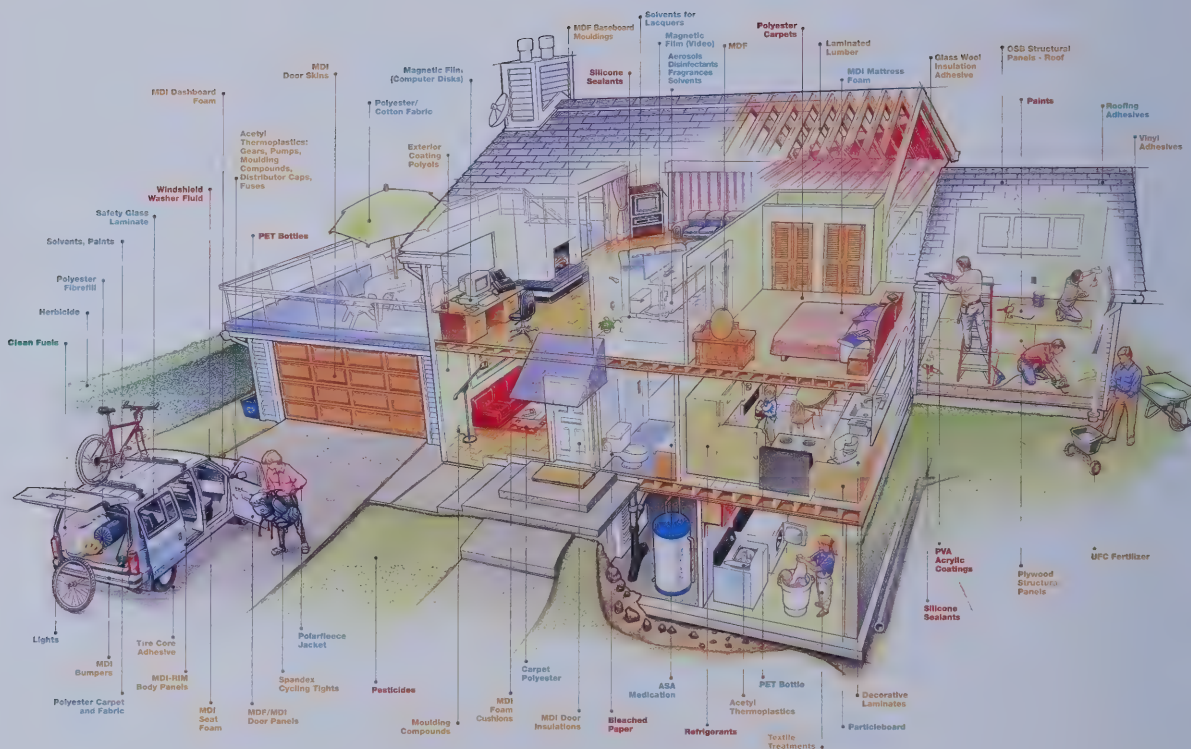 MDF Baseboard
Mouldings
Solvents for
Lacquers
Magnetic
Film (Video)
Aerosols
Disinfectants
Fragrances
Solvents
MDF
Polyester
Carpets
Laminated
Lumber
MDI Mattress
Foam
Glass Wool
Insulation
Adhesive
OSB Structural
Panels - Roof
MDI
Door Skins
Magnetic Film
(Computer Disks)
Silicone
Sealants
MDI Dashboard
Foam
Polyester/
Cotton Fabric
Paints
Roofing
Adhesives
Acetyl
Thermoplastics:
Gears, Pumps,
Moulding
Compounds,
Distributor Caps,
Fuses
Exterior
Coating
Polyols
Vinyl
Adhesives
Windshield
Washer Fluid
Safety Glass
Laminate
PET Bottles
Solvents, Paints
Polyester
Fibrefill
Herbicide
Clean Fuels
PVA
Acrylic
Coatings
UFC Fertilizer
Plywood
Structural
Panels
Silicone
Sealants
Lights
Tire Core
Adhesive
Polarfleece
Jacket
MDI
Bumpers
MDI-RIM
Body Panels
Spandex
Cycling Tights
Pesticides
Carpet
Polyester
ASA
Medication
PET Bottle
Decorative
Laminates
Polyester Carpet
and Fabric
MDI
Seat
Foam
MDF/MDI
Door Panels
Moulding
Compounds
MDI
Foam
Cushions
MDI Door
Insulations
Bleached
Paper
Refrigerants
Acetyl
Thermoplastics
Particleboard
Textile
Treatments